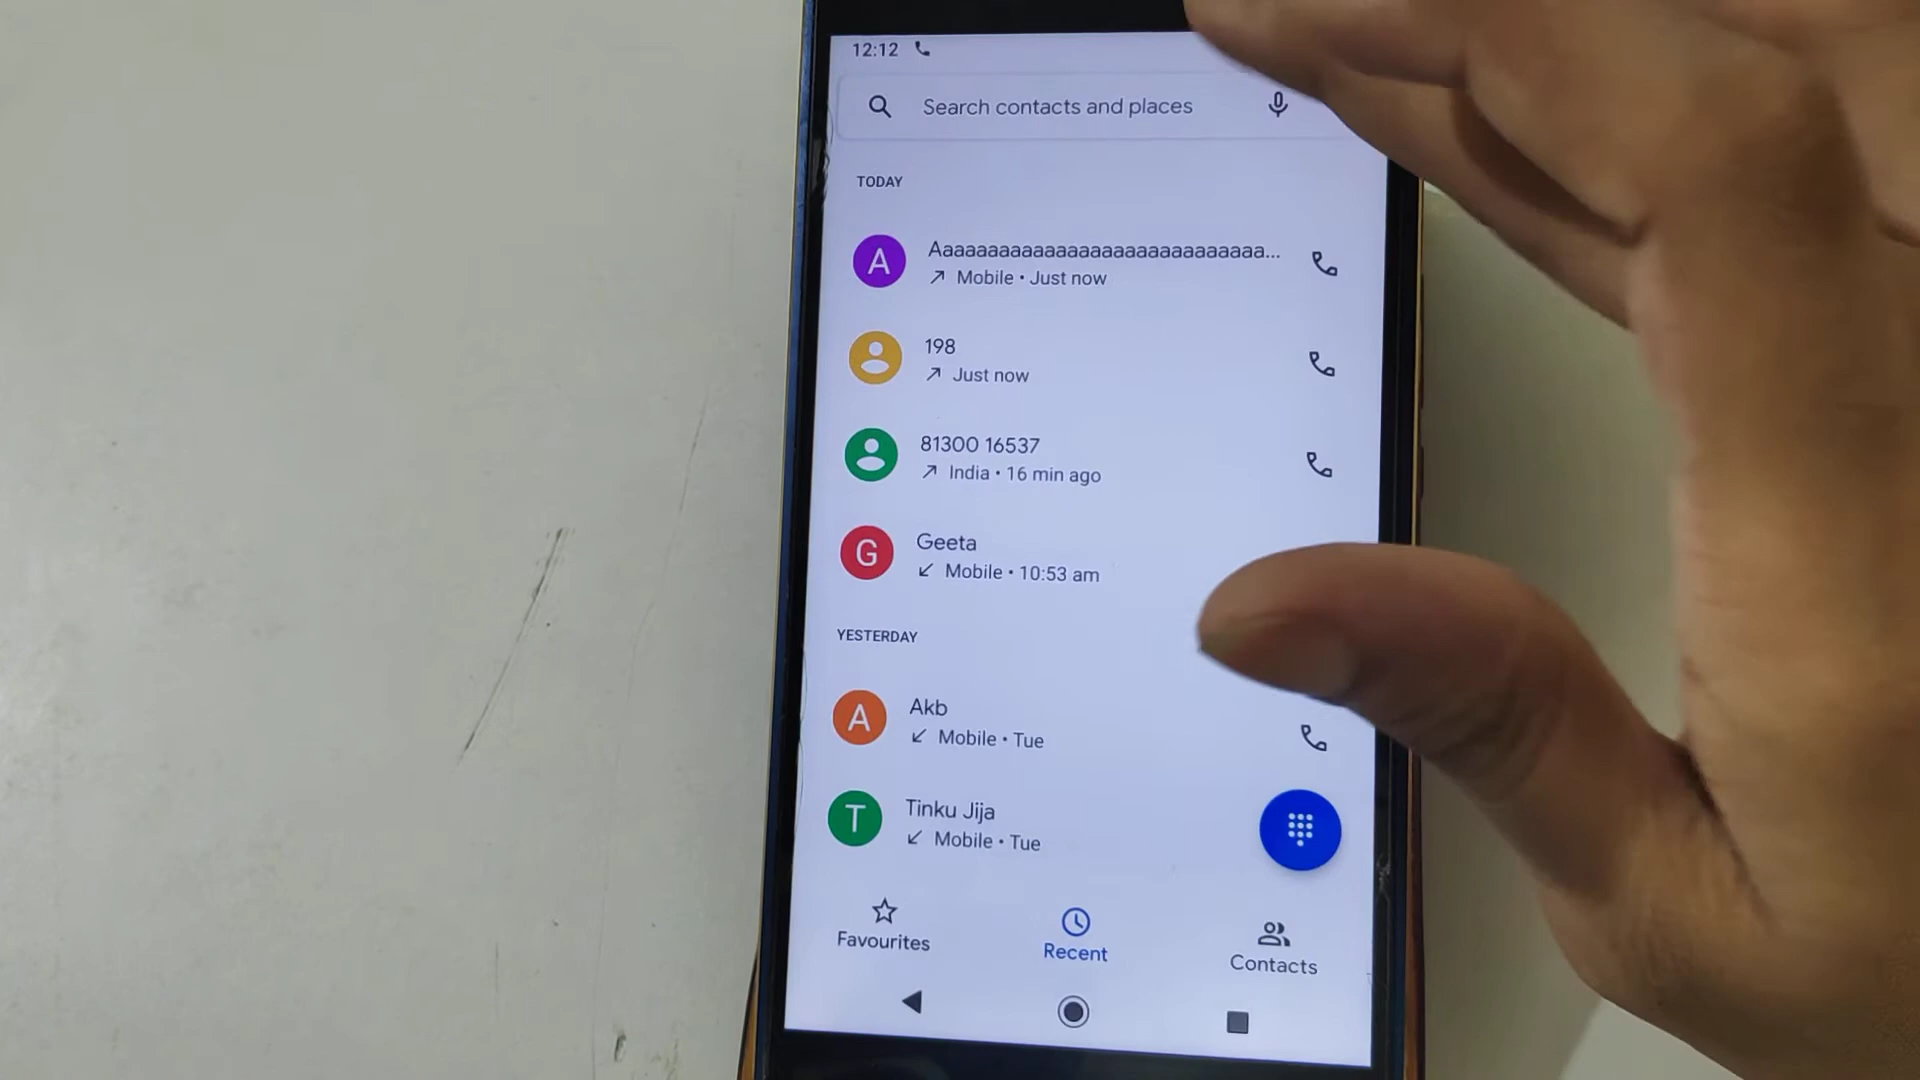 12:12
Search contacts and places
TODAY
A
Aaaaaaaaaaaaaaaaaaaaaaaaaaaaa...
Mobile • Just now
198
Just now
81300 16537
India • 16 min ago
G
Geeta
Mobile • 10:53 am
YESTERDAY
A
Akb
Mobile • Tue
T
Tinku Jija
Mobile • Tue
Favourites
Recent
Contacts